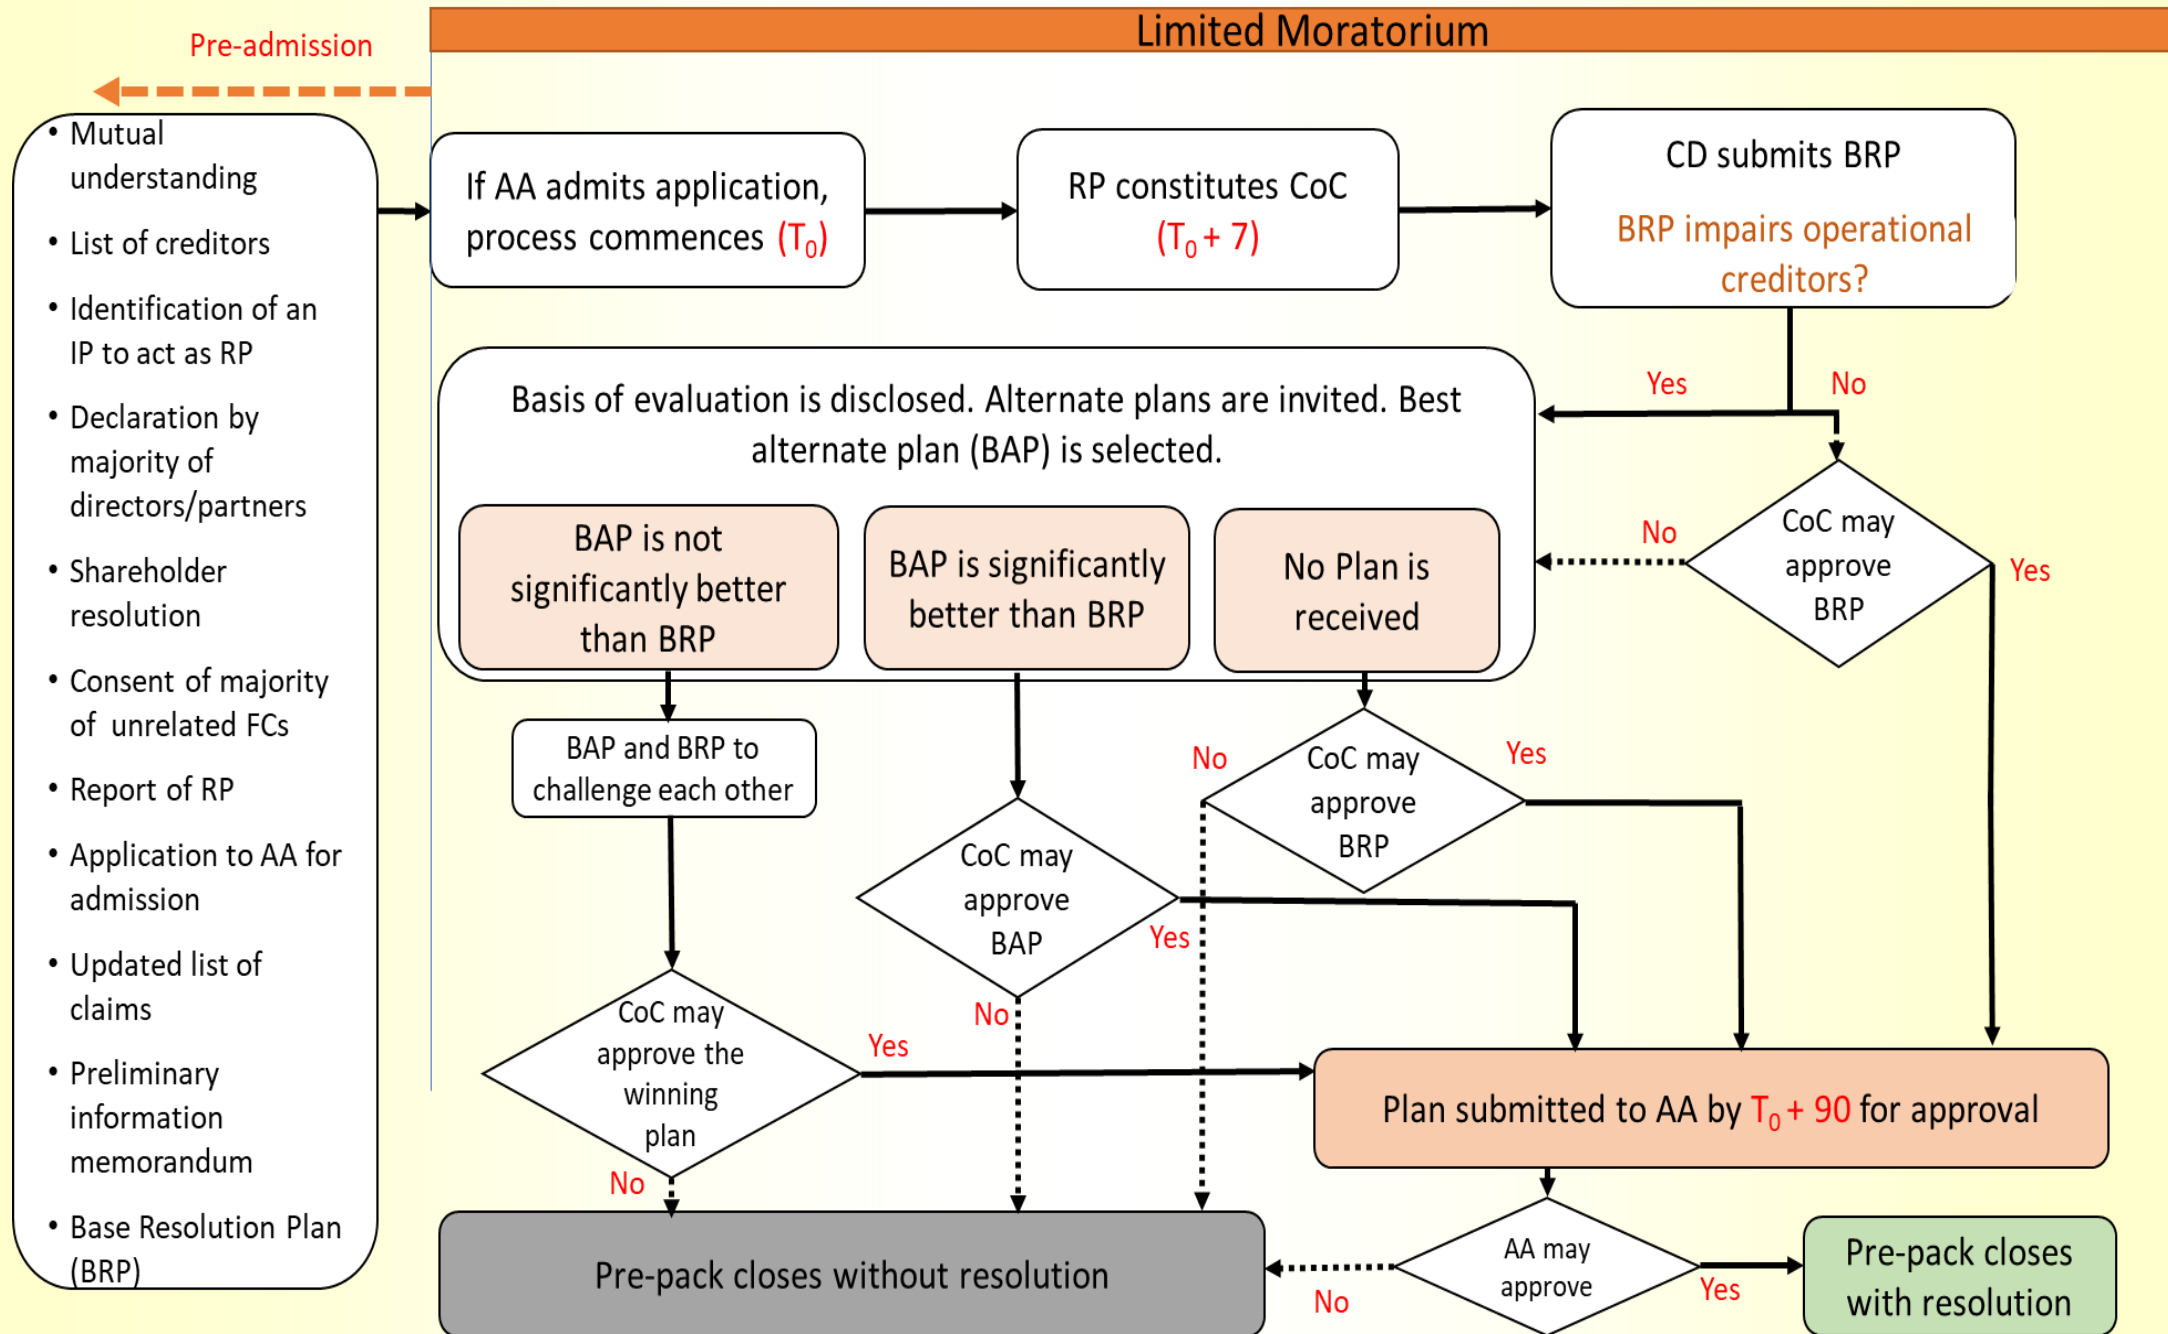 Limited Moratorium
Pre-admission
• Mutual
understanding
• List of creditors
• Identification of an
IP to act as RP
• Declaration by
majority of
directors/partners
• Shareholder
resolution
• Consent of majority
of unrelated FCs
• Report of RP
• Application to AA for
admission
• Updated list of
claims
• Preliminary
information
memorandum
• Base Resolution Plan
(BRP)
If AA admits application,
process commences (T₀)
RP constitutes CoC
(T₀ + 7)
CD submits BRP
BRP impairs operational
creditors?
Yes
No
Basis of evaluation is disclosed. Alternate plans are invited. Best
alternate plan (BAP) is selected.
BAP is not
significantly better
than BRP
BAP is significantly
better than BRP
No Plan is
received
No
CoC may
approve
BRP
Yes
BAP and BRP to
challenge each other
No
CoC may
approve
BRP
Yes
CoC may
approve
BAP
Yes
No
CoC may
approve the
winning
plan
Yes
No
Plan submitted to AA by T₀ + 90 for approval
Pre-pack closes without resolution
No
AA may
approve
Yes
Pre-pack closes
with resolution